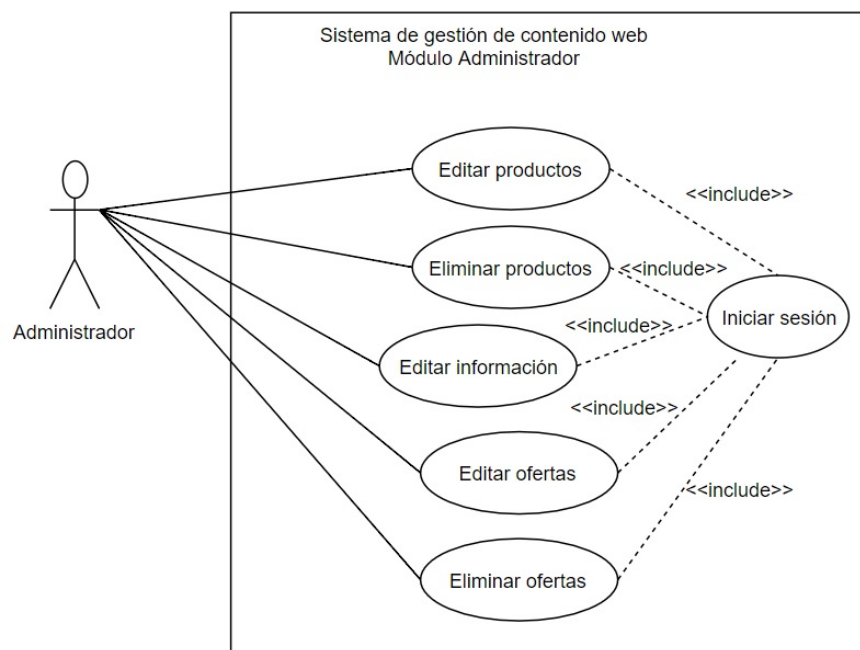 Sistema de gestión de contenido web
Módulo Administrador
Editar productos
<<include>>
Eliminar productos
<<include>>
Iniciar sesión
<<include>>
Administrador
Editar información
<<include>>
Editar ofertas
<<include>>
Eliminar ofertas